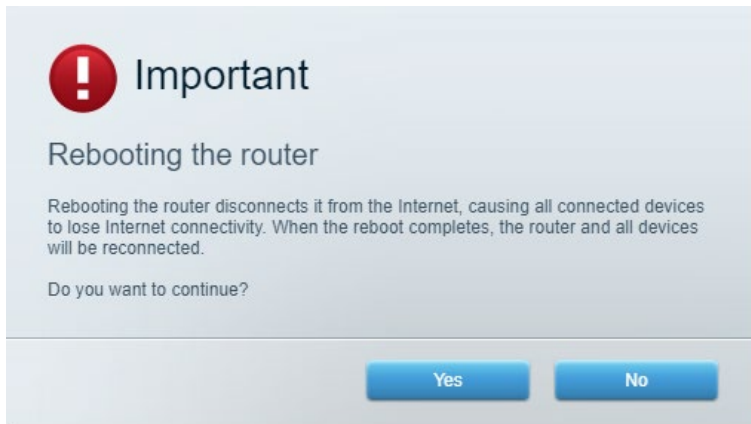 Important
Rebooting the router
Rebooting the router disconnects it from the Internet, causing all connected devices
to lose Internet connectivity. When the reboot completes, the router and all devices
will be reconnected.
Do you want to continue?
Yes
No